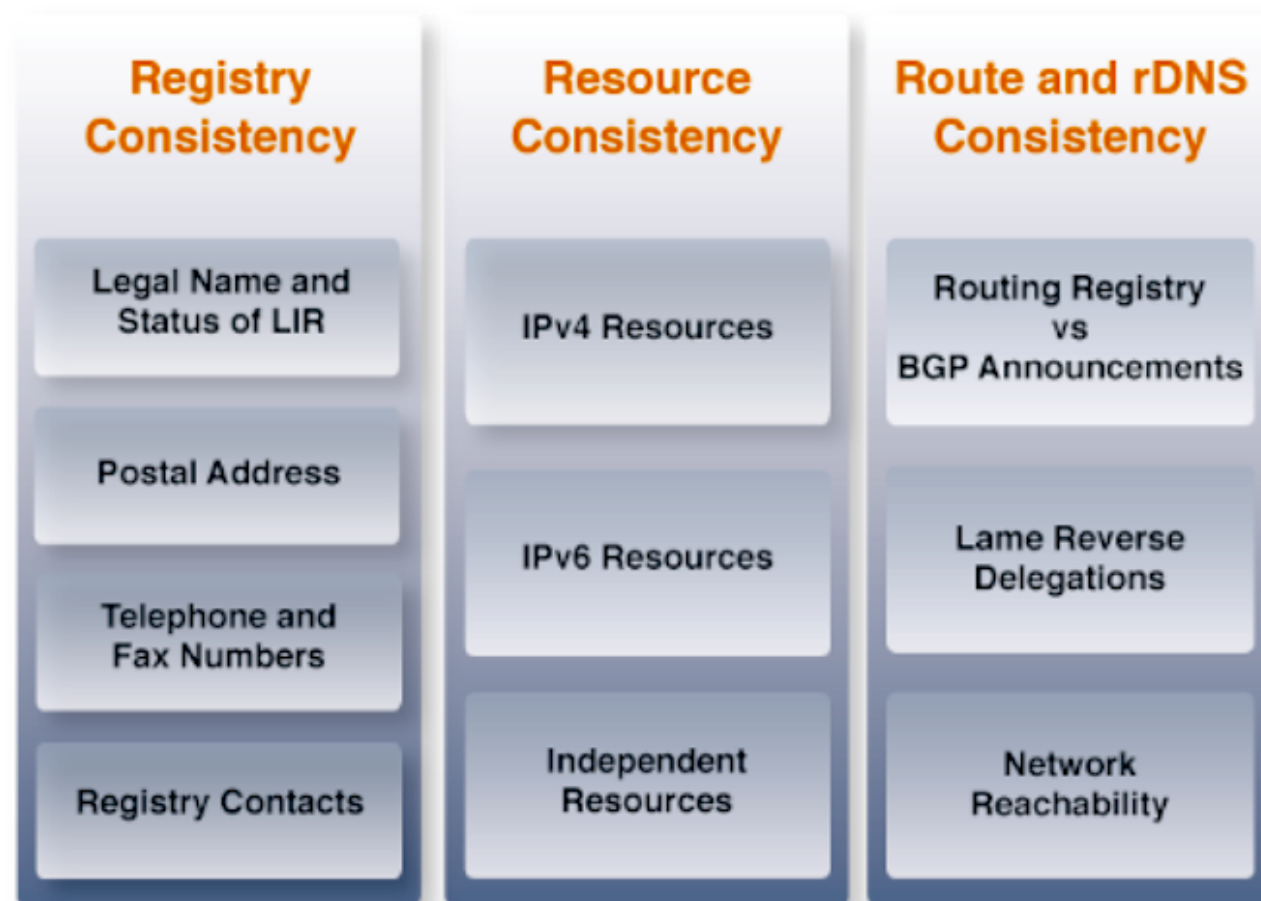 Registry
Consistency
Legal Name and
Status of LIR
Postal Address
Telephone and
Fax Numbers
Registry Contacts
Resource
Consistency
IPv4 Resources
IPv6 Resources
Independent
Resources
Route and rDNS
Consistency
Routing Registry
vs
BGP Announcements
Lame Reverse
Delegations
Network
Reachability